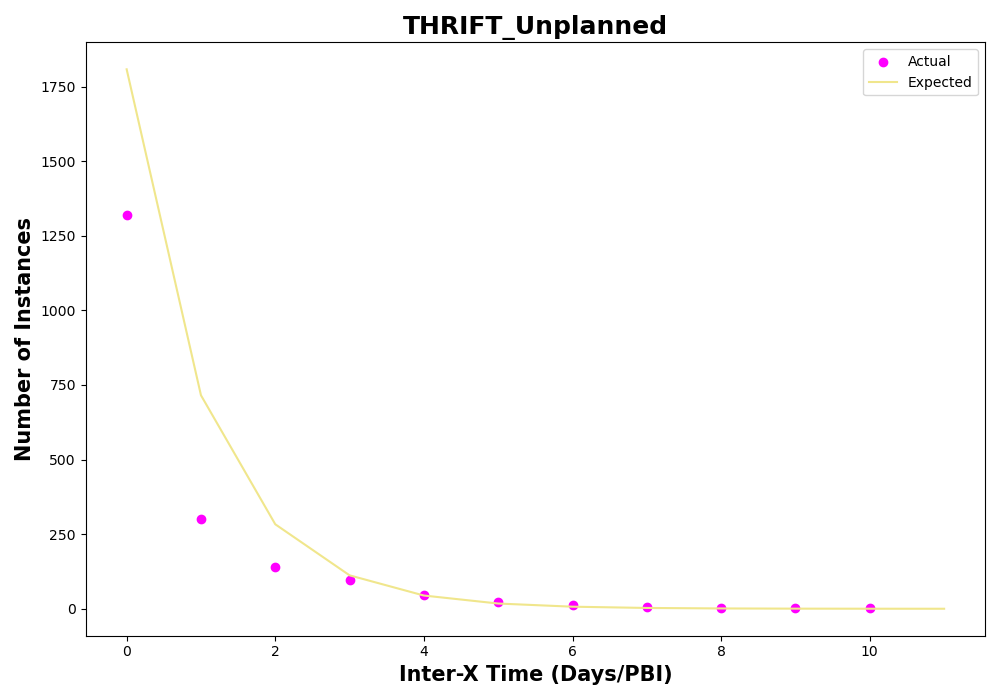 THRIFT_Unplanned
Actual
Expected
Number of Instances
1750
1500
1250
1000
750
500
250
0
0 2 4 6 8 10
Inter-X Time (Days/PBI)